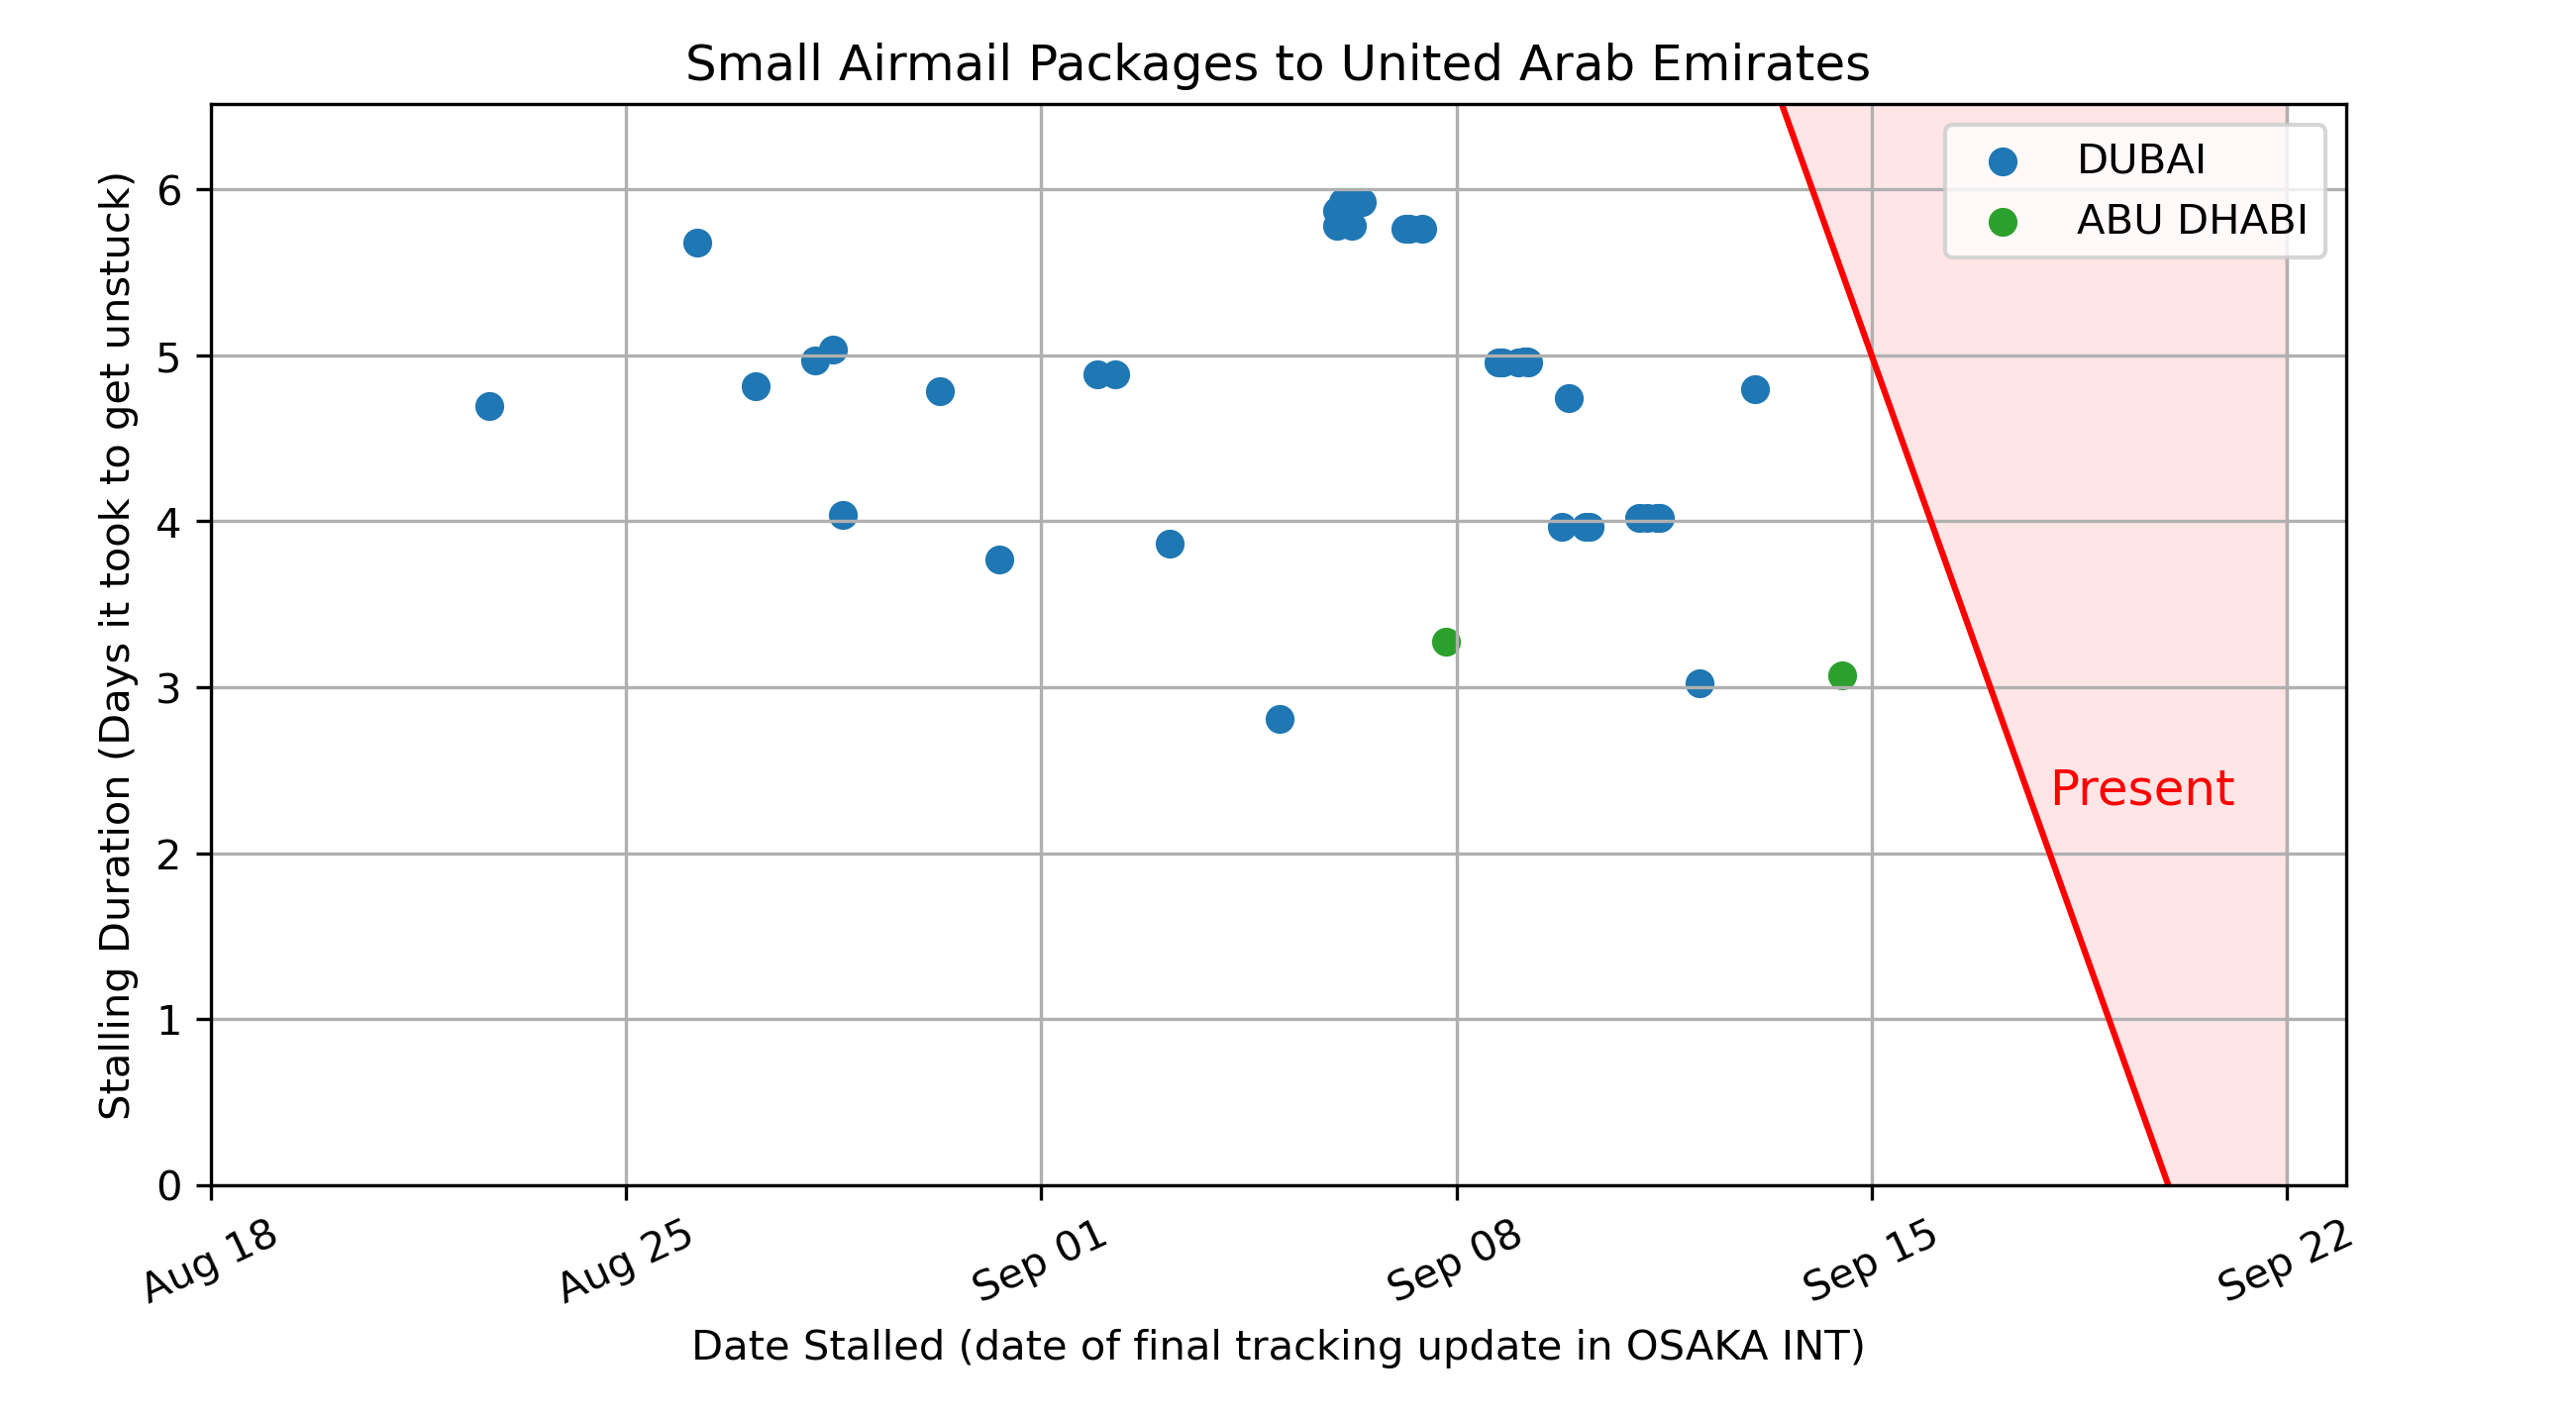 Small Airmail Packages to United Arab Emirates
DUBAI
ABU DHABI
Stalling Duration (Days it took to get unstuck)
6
5
4
3
2
1
0
Present
Aug 18
Aug 25
Sep 01
Sep 08
Sep 15
Sep 22
Date Stalled (date of final tracking update in OSAKA INT)